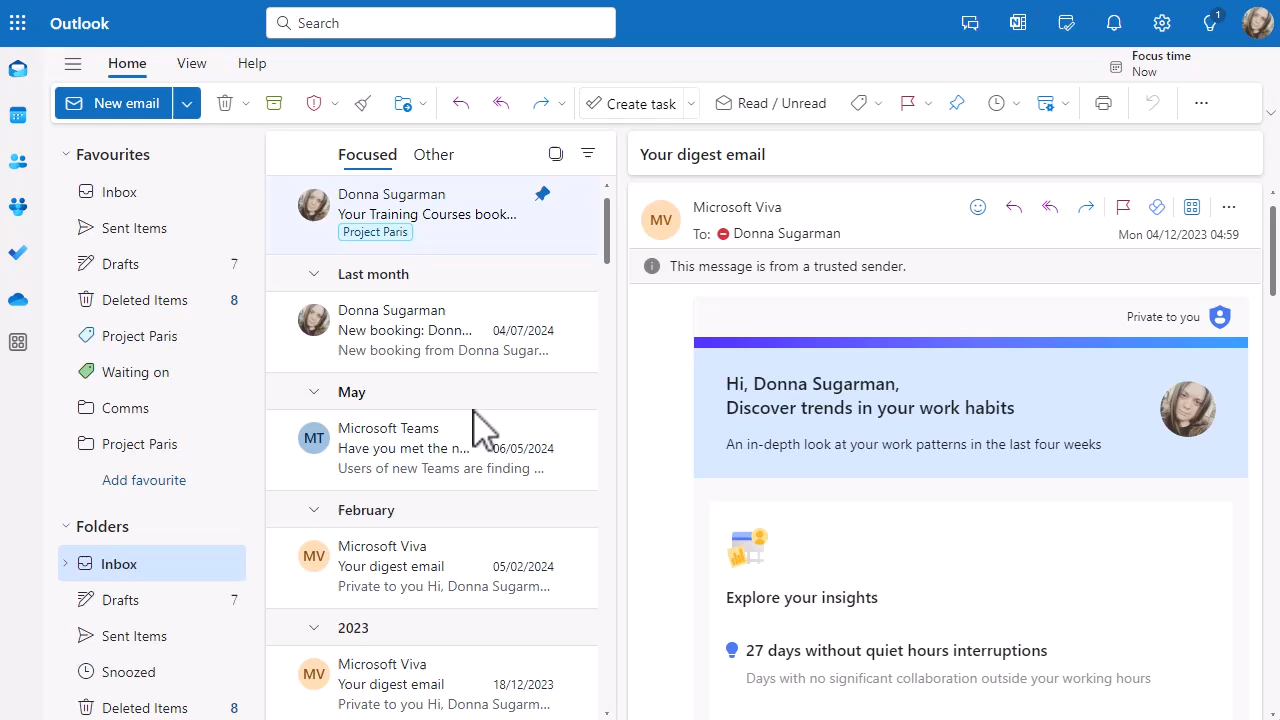 Outlook
Search
1
Home
View
Help
Focus time
Now
New email
Create task
Read / Unread
Favourites
Inbox
Sent Items
Drafts 7
Deleted Items 8
Project Paris
Waiting on
Comms
Project Paris
Add favourite
Folders
Inbox
Drafts 7
Sent Items
Snoozed
Deleted Items 8
Focused
Other
Donna Sugarman
Your Training Courses book...
Project Paris
Last month
Donna Sugarman
New booking: Donn... 04/07/2024
New booking from Donna Sugar...
May
MT
Microsoft Teams
Have you met the n... 06/05/2024
Users of new Teams are finding ...
February
MV
Microsoft Viva
Your digest email 05/02/2024
Private to you Hi, Donna Sugarm...
2023
MV
Microsoft Viva
Your digest email 18/12/2023
Private to you Hi, Donna Sugarm...
Your digest email
MV
Microsoft Viva
To: Donna Sugarman
Mon 04/12/2023 04:59
This message is from a trusted sender.
Private to you
Hi, Donna Sugarman,
Discover trends in your work habits
An in-depth look at your work patterns in the last four weeks
Explore your insights
27 days without quiet hours interruptions
Days with no significant collaboration outside your working hours